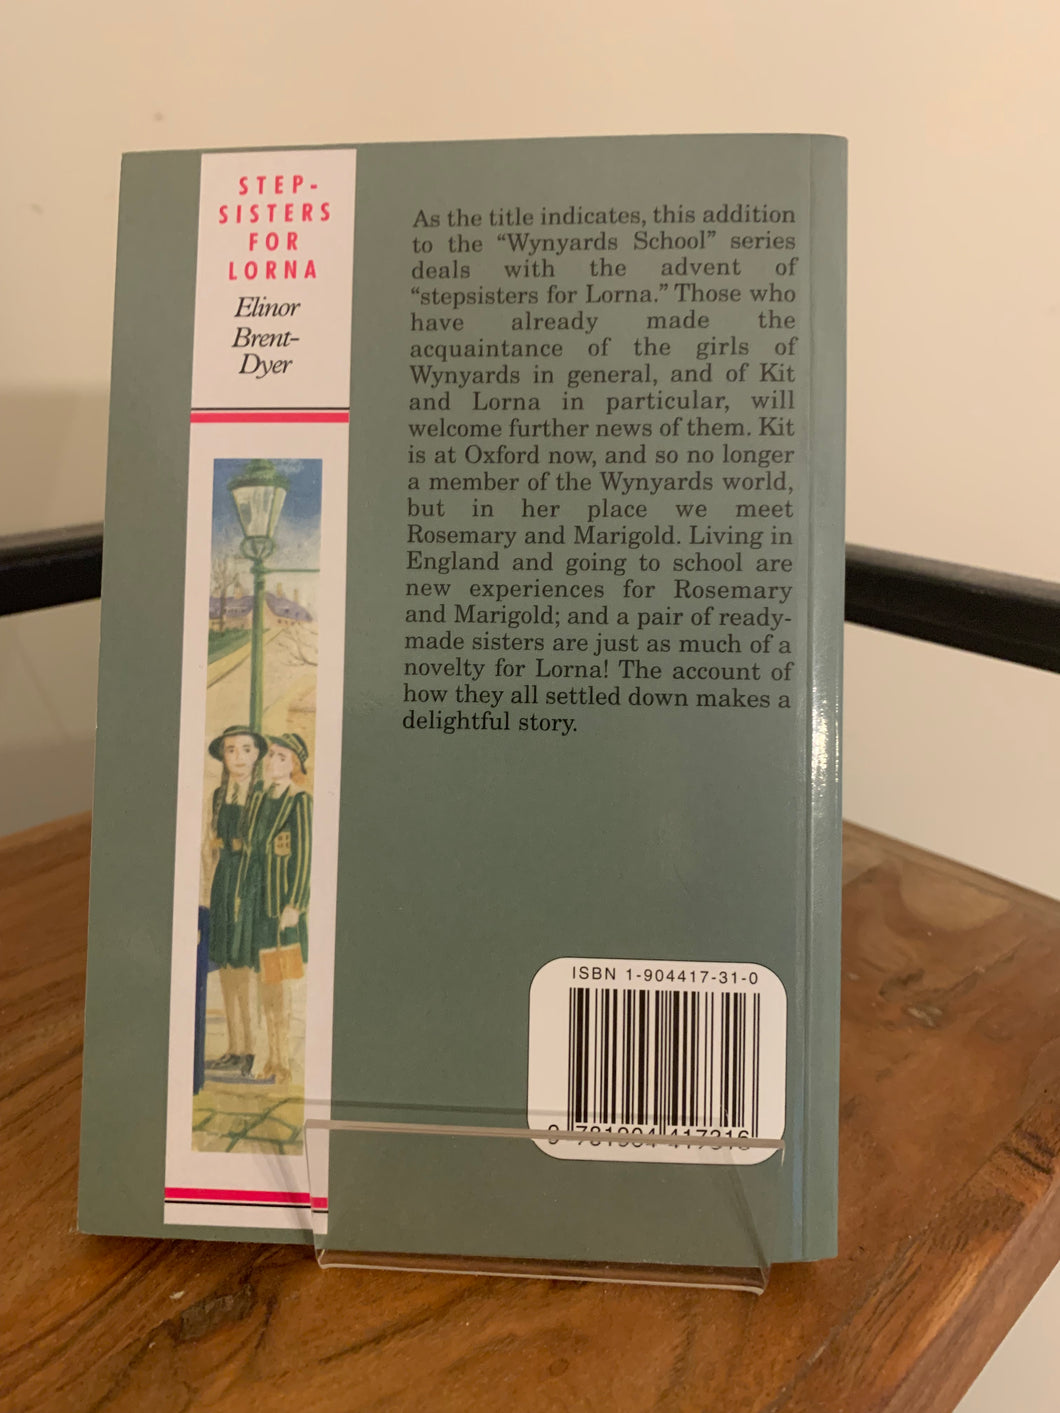 STEP-
SISTERS
FOR
LORNA
Elinor
Brent-
Dyer
As the title indicates, this addition
to the “Wynyards School” series
deals with the advent of
“stepsisters for Lorna.” Those who
have already made the
acquaintance of the girls of
Wynyards in general, and of Kit
and Lorna in particular, will
welcome further news of them. Kit
is at Oxford now, and so no longer
a member of the Wynyards world,
but in her place we meet
Rosemary and Marigold. Living in
England and going to school are
new experiences for Rosemary
and Marigold; and a pair of ready-
made sisters are just as much of a
novelty for Lorna! The account of
how they all settled down makes a
delightful story.
ISBN 1-904417-31-0
9 781904 417316